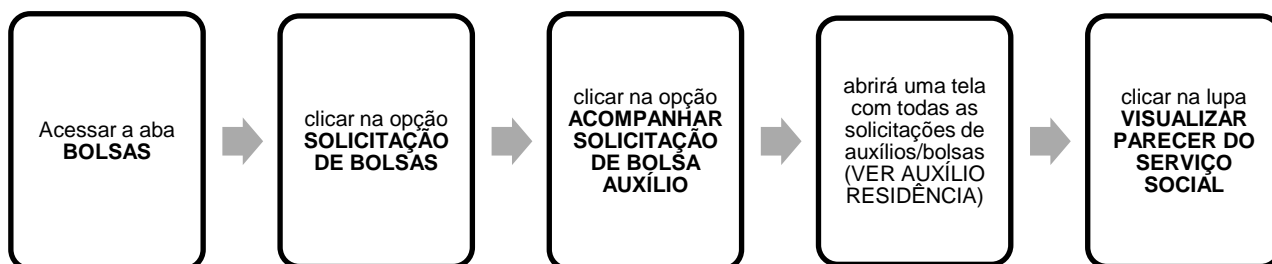 Acessar a aba
BOLSAS
clicar na opção
SOLICITAÇÃO
DE BOLSAS
clicar na opção
ACOMPANHAR
SOLICITAÇÃO
DE BOLSA
AUXÍLIO
abrirá uma tela
com todas as
solicitações de
auxílios/bolsas
(VER AUXÍLIO
RESIDÊNCIA)
clicar na lupa
VISUALIZAR
PARECER DO
SERVIÇO
SOCIAL